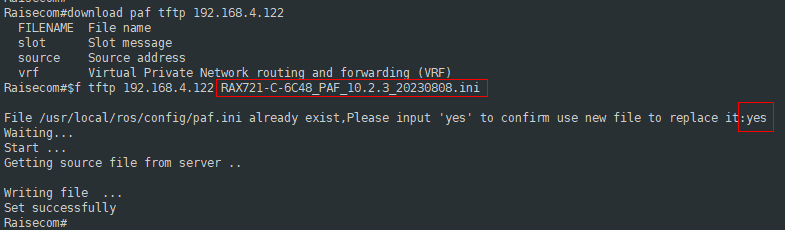 Raisecom#download paf tftp 192.168.4.122
  FILENAME  File name
  slot      Slot message
  source    Source address
  vrf       Virtual Private Network routing and forwarding (VRF)
Raisecom#$f tftp 192.168.4.122 RAX721-C-6C48_PAF_10.2.3_20230808.ini
File /usr/local/ros/config/paf.ini already exist,Please input 'yes' to confirm use new file to replace it:yes
Waiting...
Start ...
Getting source file from server ..
Writing file  ...
Set successfully
Raisecom#